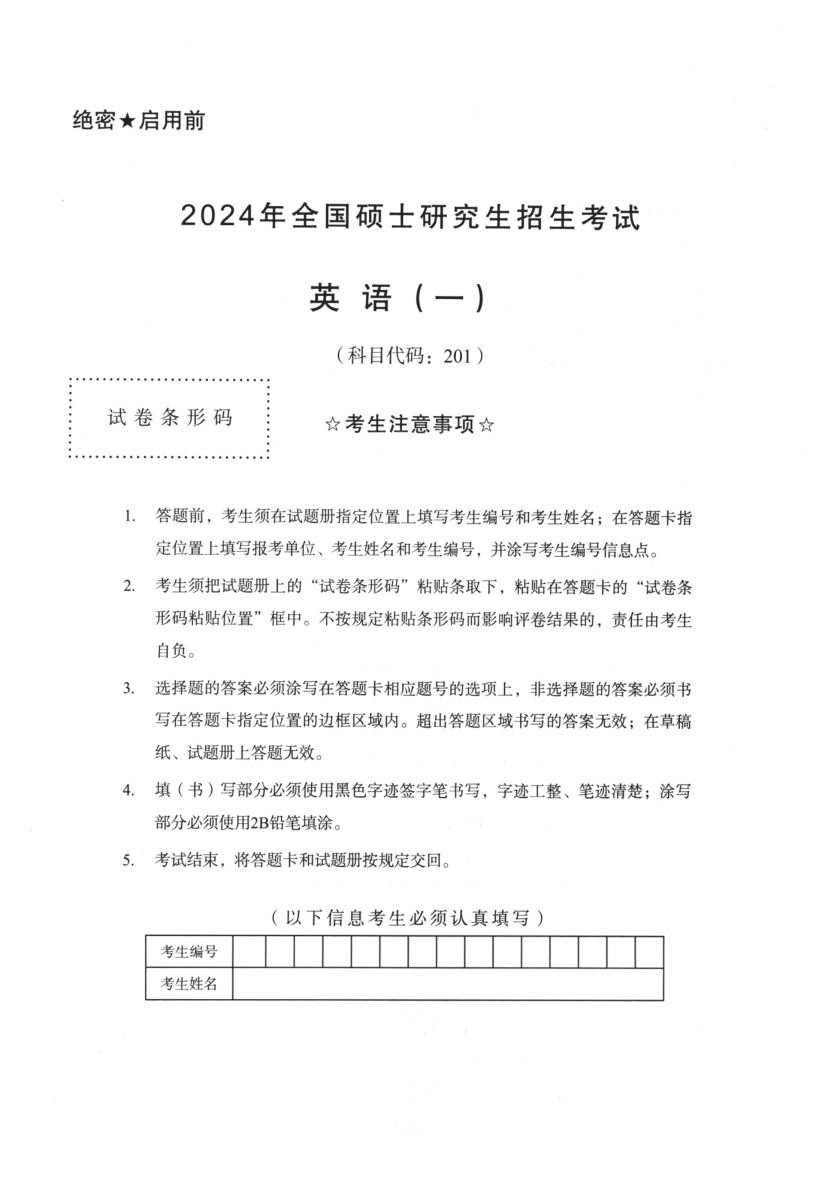 绝密★启用前
2024年全国硕士研究生招生考试
英 语（一）
（科目代码：201）
试卷条形码
☆考生注意事项☆
1. 答题前，考生须在试题册指定位置上填写考生编号和考生姓名；在答题卡指
定位置上填写报考单位、考生姓名和考生编号，并涂写考生编号信息点。
2. 考生须把试题册上的“试卷条形码”粘贴条取下，粘贴在答题卡的“试卷条
形码粘贴位置”框中。不按规定粘贴条形码而影响评卷结果的，责任由考生
自负。
3. 选择题的答案必须涂写在答题卡相应题号的选项上，非选择题的答案必须书
写在答题卡指定位置的边框区域内。超出答题区域书写的答案无效；在草稿
纸、试题册上答题无效。
4. 填（书）写部分必须使用黑色字迹签字笔书写，字迹工整、笔迹清楚；涂写
部分必须使用2B铅笔填涂。
5. 考试结束，将答题卡和试题册按规定交回。
（以下信息考生必须认真填写）
考生编号
考生姓名